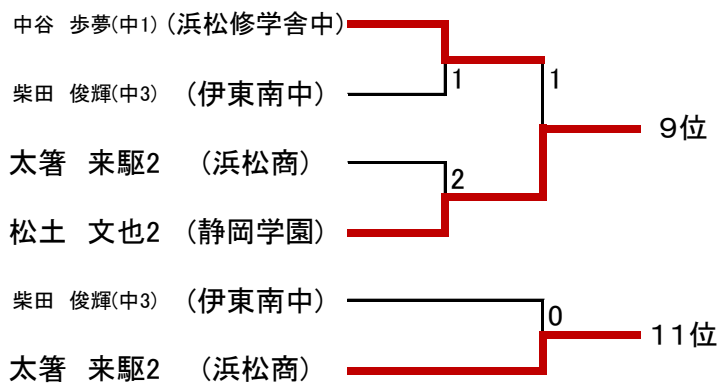 中谷　歩夢(中1) (浜松修学舎中)
1
1
柴田　俊輝(中3)　(伊東南中)
9位
太箸　来駆2　(浜松商)
2
松土　文也2　(静岡学園)
柴田　俊輝(中3)　(伊東南中)
0
11位
太箸　来駆2　(浜松商)